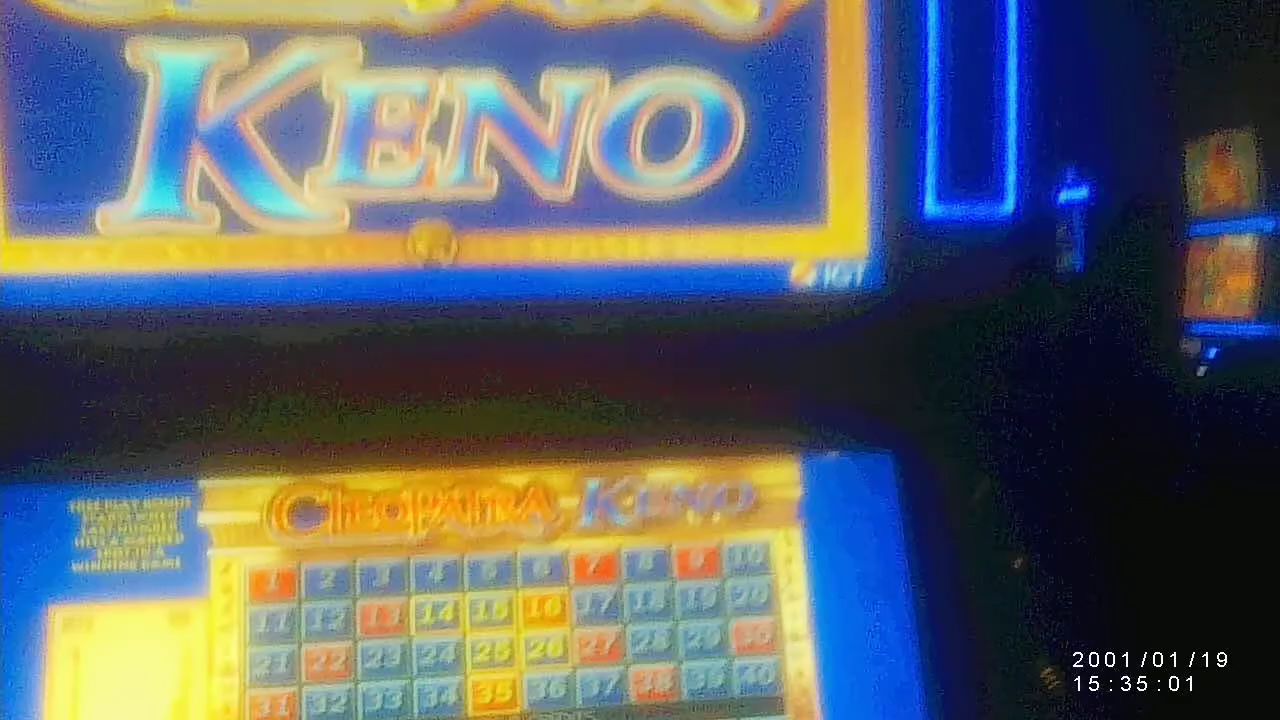 KENO
IGT
CLEOPATRA KENO
1 2 3 4 5 6 7 8 9 10
11 12 13 14 15 16 17 18 19 20
21 22 23 24 25 26 27 28 29 30
31 32 33 34 35 36 37 38 39 40
WINNING GAME
2001/01/19
15:35:01